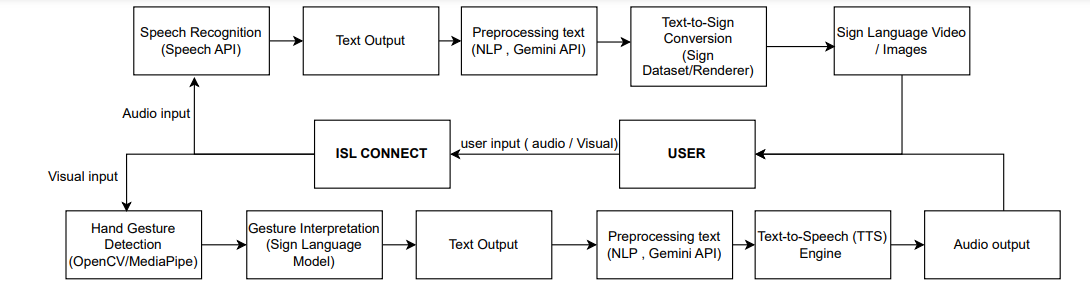 Speech Recognition
(Speech API)
Text Output
Preprocessing text
(NLP , Gemini API)
Text-to-Sign
Conversion
(Sign
Dataset/Renderer)
Sign Language Video
/ Images
Audio input
ISL CONNECT
user input ( audio / Visual)
USER
Visual input
Hand Gesture
Detection
(OpenCV/MediaPipe)
Gesture Interpretation
(Sign Language
Model)
Text Output
Preprocessing text
(NLP , Gemini API)
Text-to-Speech (TTS)
Engine
Audio output